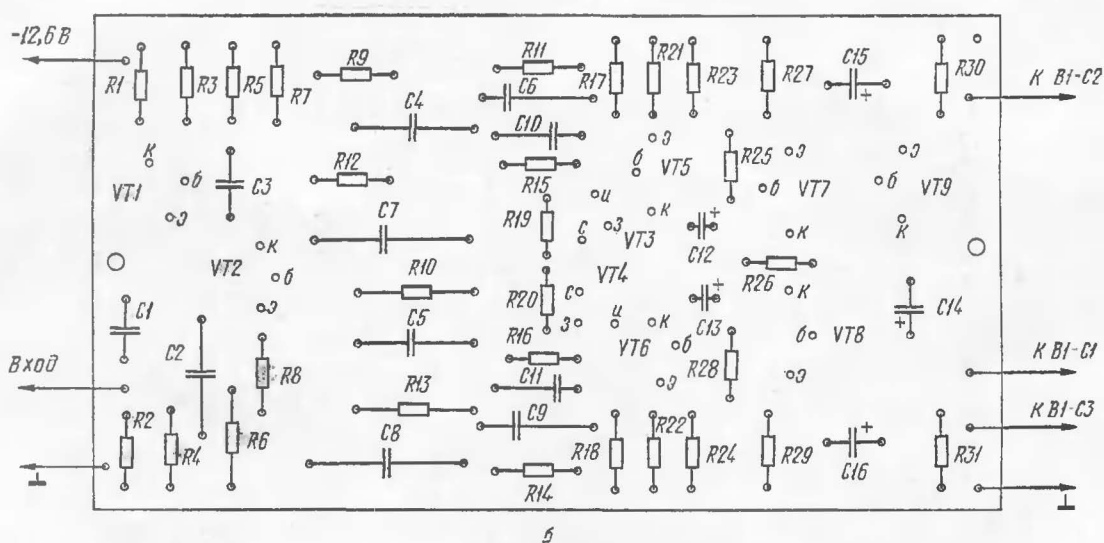 -12,6 В
R1
R3
R5
R7
R9
R11
R17
R21
R23
R27
C15
+
R30
К В1-С2
C6
C4
C10
к
VT1
б
э
C3
R12
R15
б
э
VT5
R25
э
б
VT7
э
б
VT9
и
R19
з
к
VT3
C12
+
с
к
к
C7
VT2
к
б
э
VT4
R26
к
R10
R20
с
C13
+
C14
+
C1
з
и
к
C5
R16
VT6
б
б
VT8
C2
R8
э
R28
э
К В1-С1
Вход
R13
C11
R2
R4
R6
C9
R18
R22
R24
R29
C16
+
R31
К В1-С3
C8
R14
б